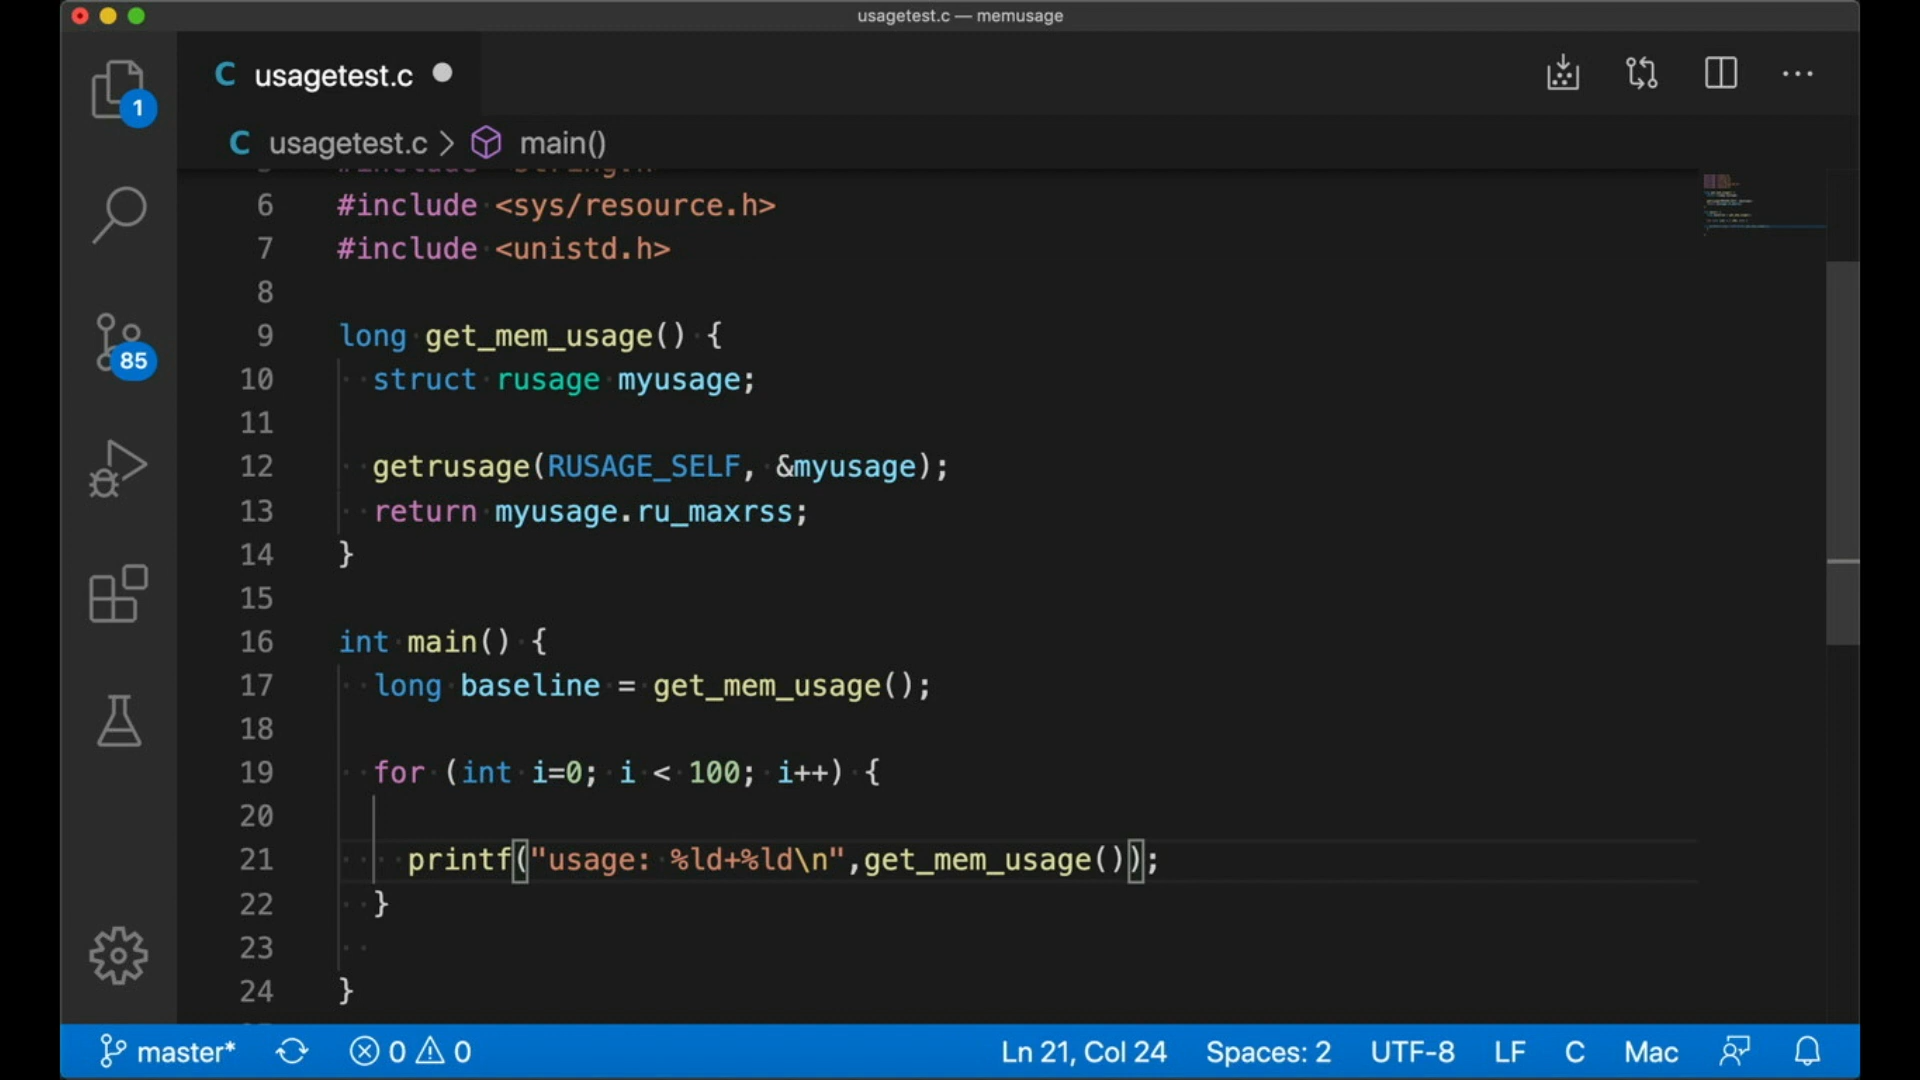 usagetest.c — memusage
C usagetest.c
1
C usagetest.c > main()
6 #include <sys/resource.h>
7 #include <unistd.h>
8
85
9 long get_mem_usage() {
10 struct rusage myusage;
11
12 getrusage(RUSAGE_SELF, &myusage);
13 return myusage.ru_maxrss;
14 }
15
16 int main() {
17 long baseline = get_mem_usage();
18
19 for (int i=0; i < 100; i++) {
20
21 printf("usage: %ld+%ld\n",get_mem_usage());
22 }
23
24 }
master* 0 0 Ln 21, Col 24 Spaces: 2 UTF-8 LF C Mac